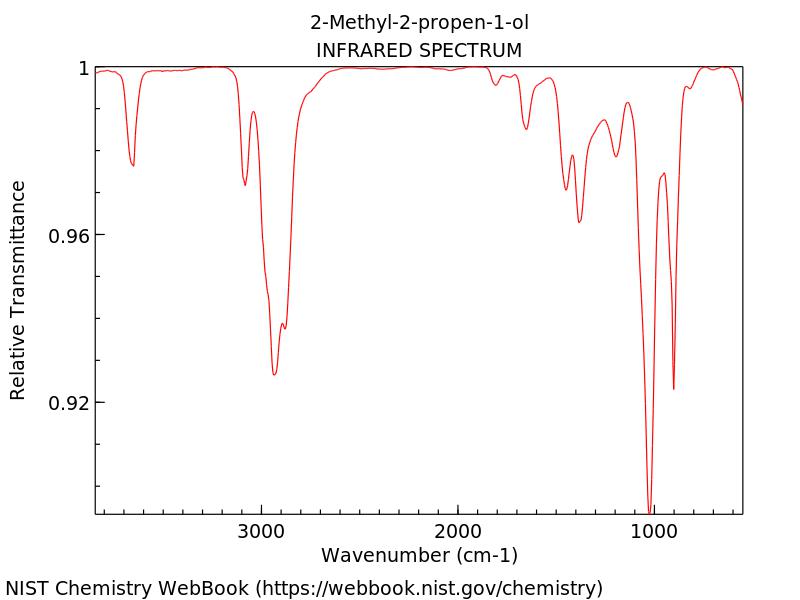 2-Methyl-2-propen-1-ol
INFRARED SPECTRUM
1
0.96
0.92
Relative Transmittance
3000 2000 1000
Wavenumber (cm-1)
NIST Chemistry WebBook (https://webbook.nist.gov/chemistry)